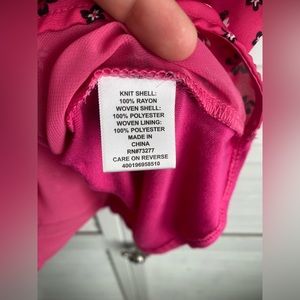 KNIT SHELL:
100% RAYON
WOVEN SHELL:
100% POLYESTER
WOVEN LINING:
100% POLYESTER
MADE IN
CHINA
RN#73277
CARE ON REVERSE
400196958510